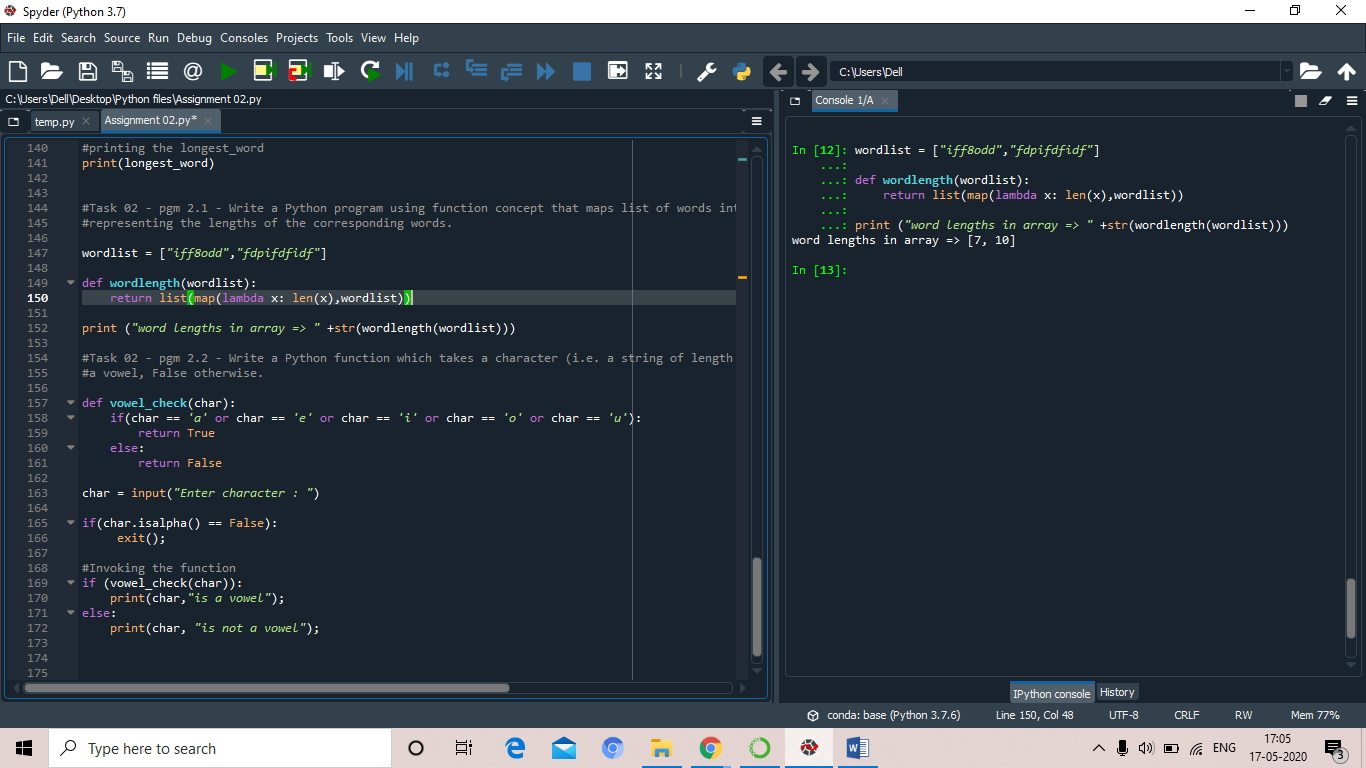 Spyder (Python 3.7)
File Edit Search Source Run Debug Consoles Projects Tools View Help
C:\Users\Dell
C:\Users\Dell\Desktop\Python files\Assignment 02.py
temp.py Assignment 02.py*
140 #printing the longest_word
141 print(longest_word)
142
143
144 #Task 02 - pgm 2.1 - Write a Python program using function concept that maps list of words int
145 #representing the lengths of the corresponding words.
146
147 wordlist = ["iff8odd","fdpifdfidf"]
148
149 def wordlength(wordlist):
150 return list(map(lambda x: len(x),wordlist))
151
152 print ("word lengths in array => " +str(wordlength(wordlist)))
153
154 #Task 02 - pgm 2.2 - Write a Python function which takes a character (i.e. a string of length
155 #a vowel, False otherwise.
156
157 def vowel_check(char):
158 if(char == 'a' or char == 'e' or char == 'i' or char == 'o' or char == 'u'):
159 return True
160 else:
161 return False
162
163 char = input("Enter character : ")
164
165 if(char.isalpha() == False):
166 exit();
167
168 #Invoking the function
169 if (vowel_check(char)):
170 print(char,"is a vowel");
171 else:
172 print(char, "is not a vowel");
173
174
175
Console 1/A
In [12]: wordlist = ["iff8odd","fdpifdfidf"]
...:
...: def wordlength(wordlist):
...: return list(map(lambda x: len(x),wordlist))
...:
...: print ("word lengths in array => " +str(wordlength(wordlist)))
word lengths in array => [7, 10]
In [13]:
IPython console History
conda: base (Python 3.7.6) Line 150, Col 48 UTF-8 CRLF RW Mem 77%
Type here to search
ENG
17:05
17-05-2020
3